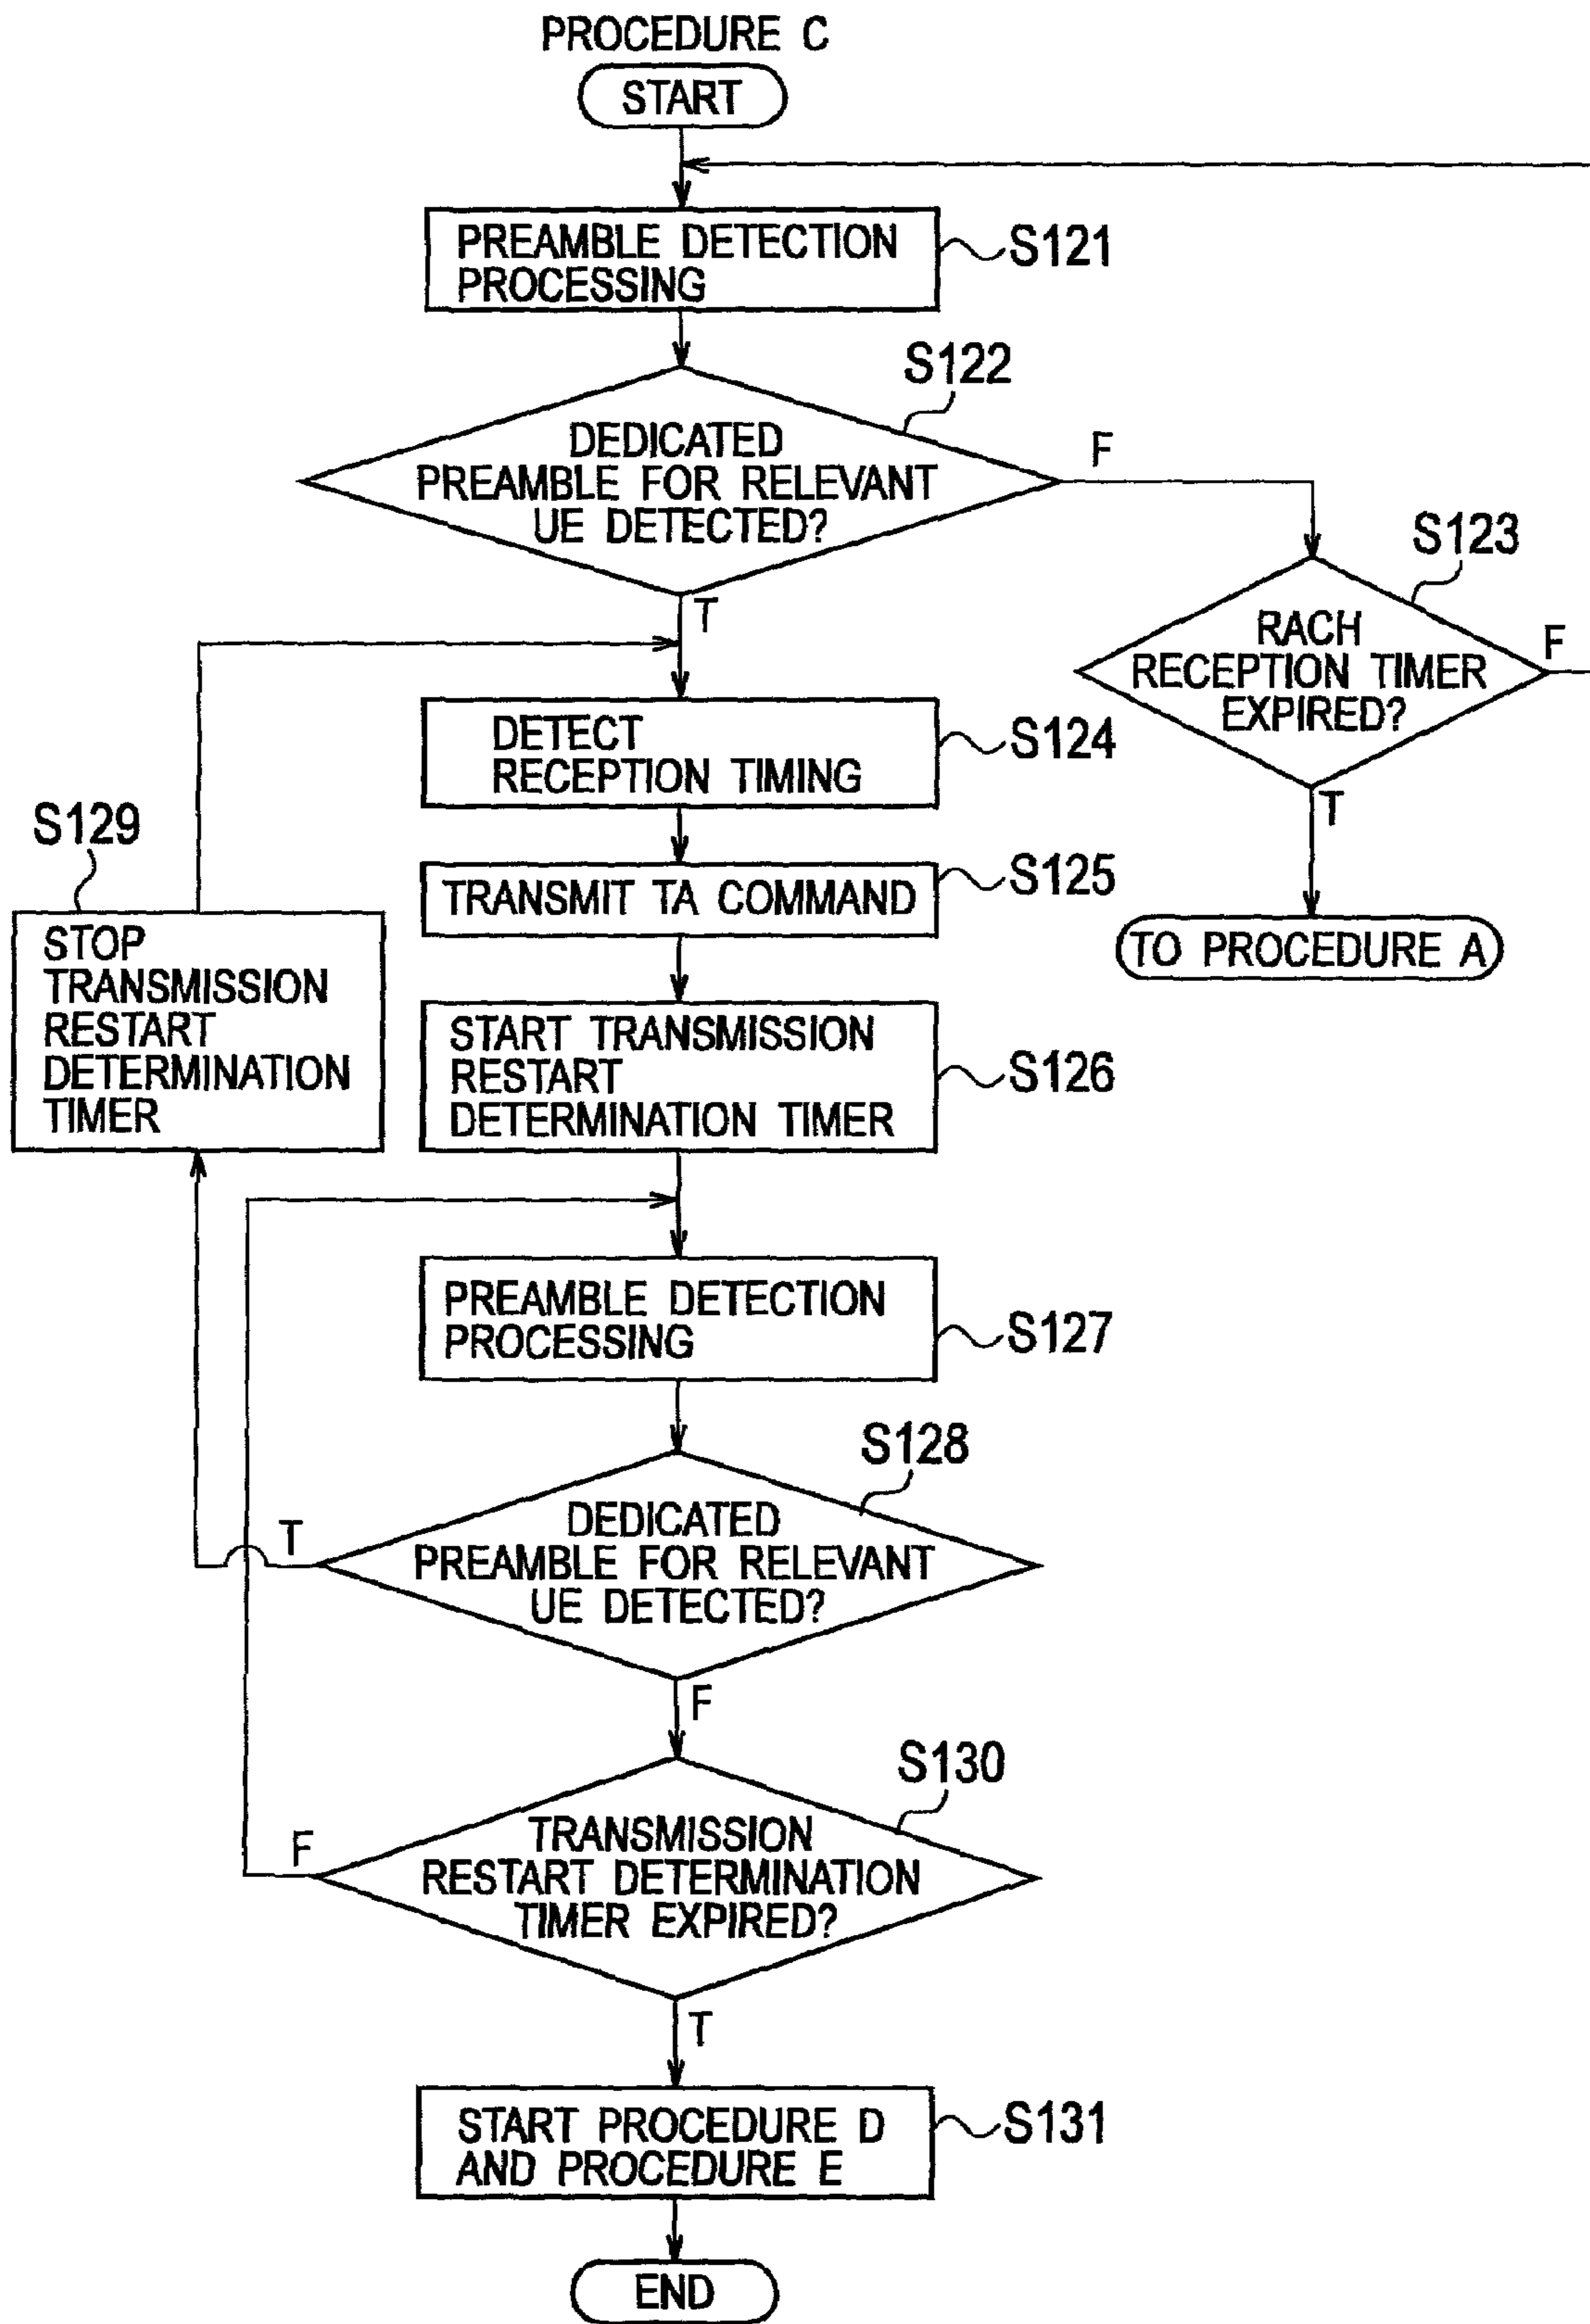 PROCEDURE C
START
PREAMBLE DETECTION
PROCESSING
S121
S122
DEDICATED
PREAMBLE FOR RELEVANT
UE DETECTED?
F
T
S123
RACH
RECEPTION TIMER
EXPIRED?
F
T
TO PROCEDURE A
DETECT
RECEPTION TIMING
S124
TRANSMIT TA COMMAND
S125
S129
STOP
TRANSMISSION
RESTART
DETERMINATION
TIMER
START TRANSMISSION
RESTART
DETERMINATION TIMER
S126
PREAMBLE DETECTION
PROCESSING
S127
S128
DEDICATED
PREAMBLE FOR RELEVANT
UE DETECTED?
T
F
S130
TRANSMISSION
RESTART DETERMINATION
TIMER EXPIRED?
F
T
START PROCEDURE D
AND PROCEDURE E
S131
END